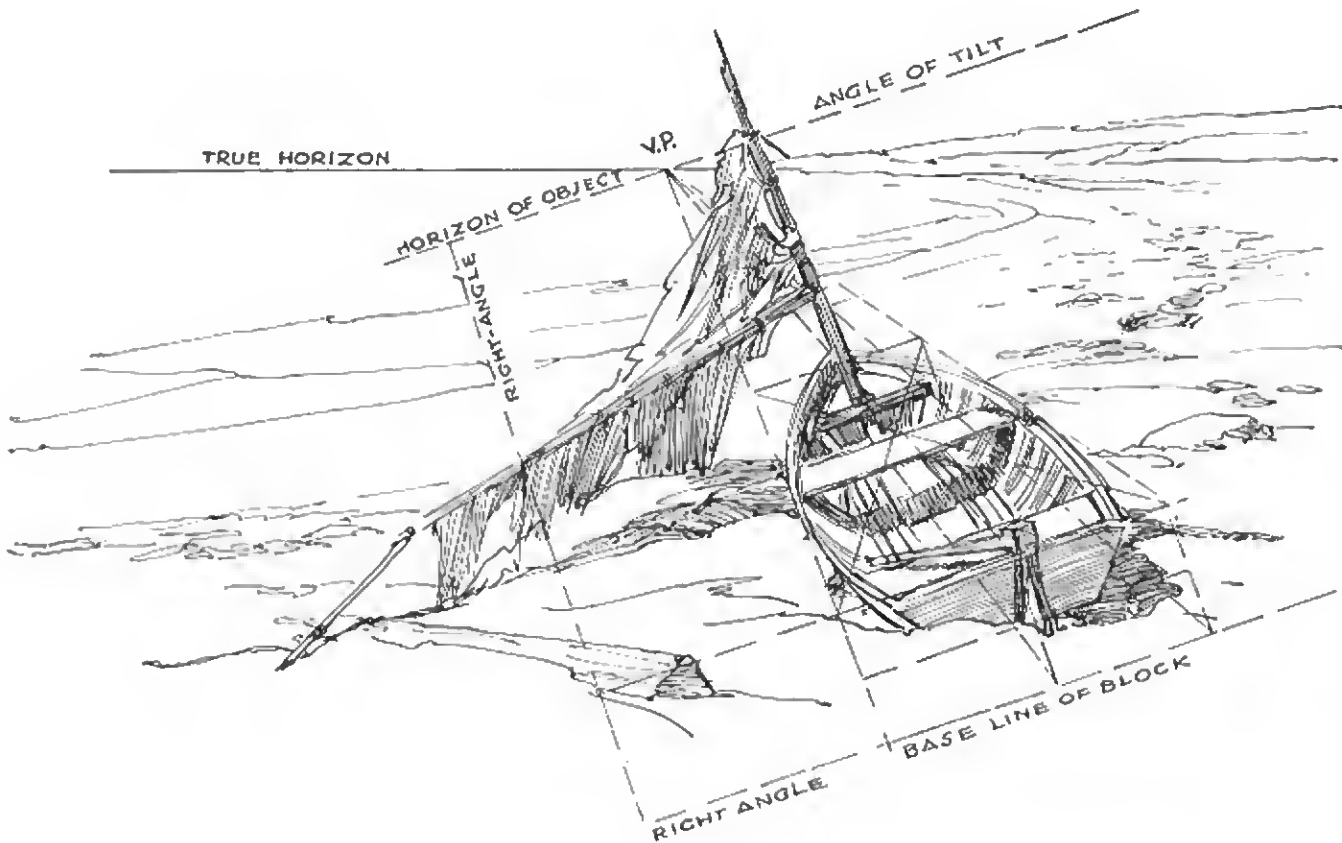 ANGLE OF TILT
V.P.
TRUE HORIZON
HORIZON OF OBJECT
RIGHT-ANGLE
BASE LINE OF BLOCK
RIGHT ANGLE